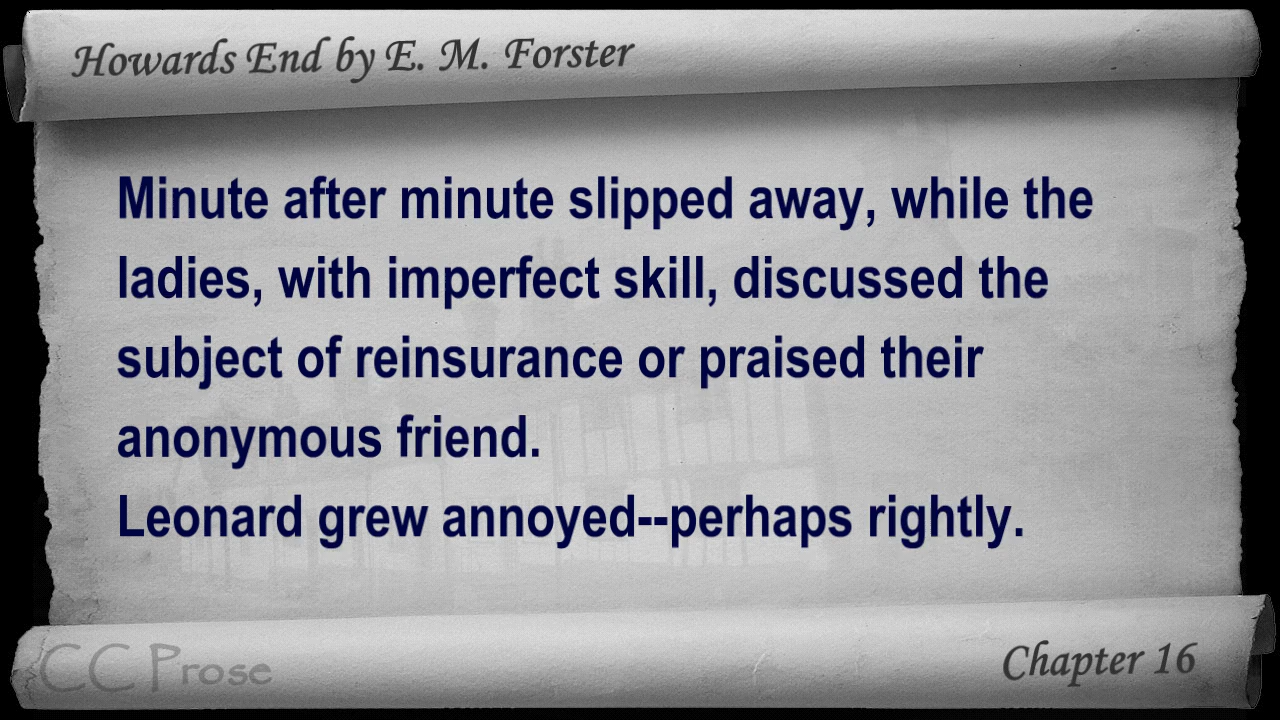 Howards End by E. M. Forster
Minute after minute slipped away, while the
ladies, with imperfect skill, discussed the
subject of reinsurance or praised their
anonymous friend.
Leonard grew annoyed--perhaps rightly.
CC Prose
Chapter 16